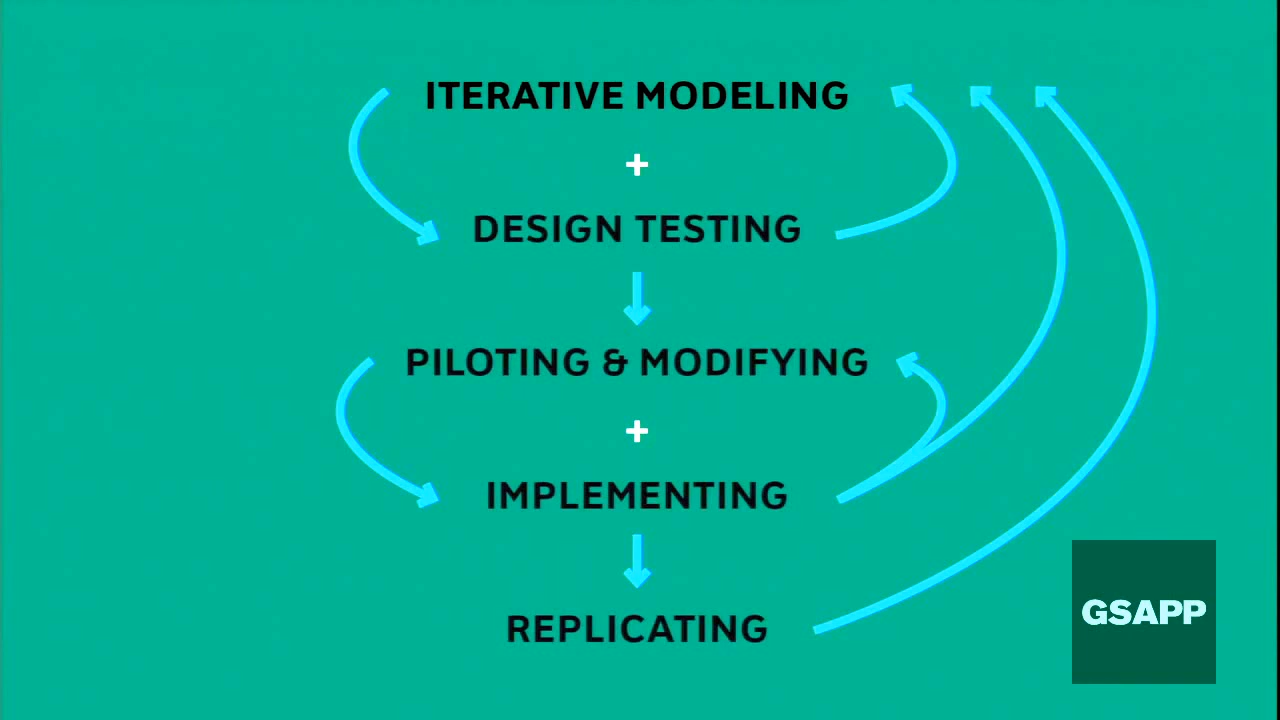 ITERATIVE MODELING
+
DESIGN TESTING
PILOTING & MODIFYING
+
IMPLEMENTING
REPLICATING
GSAPP